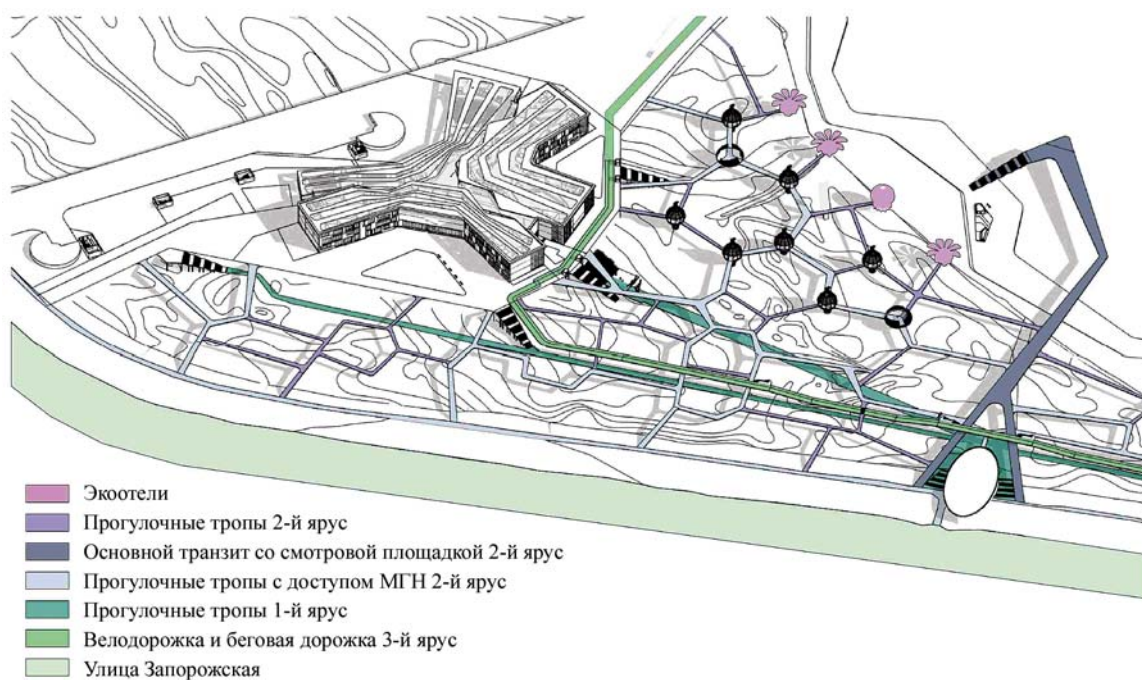 Экоотели
Прогулочные тропы 2-й ярус
Основной транзит со смотровой площадкой 2-й ярус
Прогулочные тропы с доступом МГН 2-й ярус
Прогулочные тропы 1-й ярус
Велодорожка и беговая дорожка 3-й ярус
Улица Запорожская